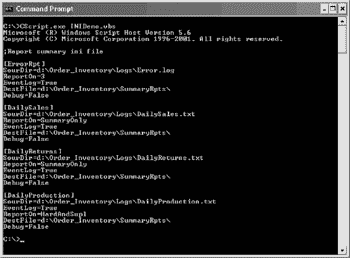 Command Prompt
C:\>CScript.exe INIDemo.vbs
Microsoft (R) Windows Script Host Version 5.6
Copyright (C) Microsoft Corporation 1996-2001. All rights reserved.
;Report summary ini file
[ErrorRpt]
SourDir=d:\Order_Inventory\Logs\Error.log
ReportOn=3
EventLog=True
DestFile=d:\Order_Inventory\SummaryRpts\
Debug=False
[DailySales]
SourDir=d:\Order_Inventory\Logs\DailySales.txt
ReportOn=SummaryOnly
EventLog=True
DestFile=d:\Order_Inventory\SummaryRpts\
Debug=False
[DailyReturns]
SourDir=d:\Order_Inventory\Logs\DailyReturns.txt
ReportOn=SummaryOnly
EventLog=True
DestFile=d:\Order_Inventory\SummaryRpts\
Debug=False
[DailyProduction]
SourDir=d:\Order_Inventory\Logs\DailyProduction.txt
EventLog=True
ReportOn=HardAndSupl
DestFile=d:\Order_Inventory\SummaryRpts\
Debug=False
C:\>_